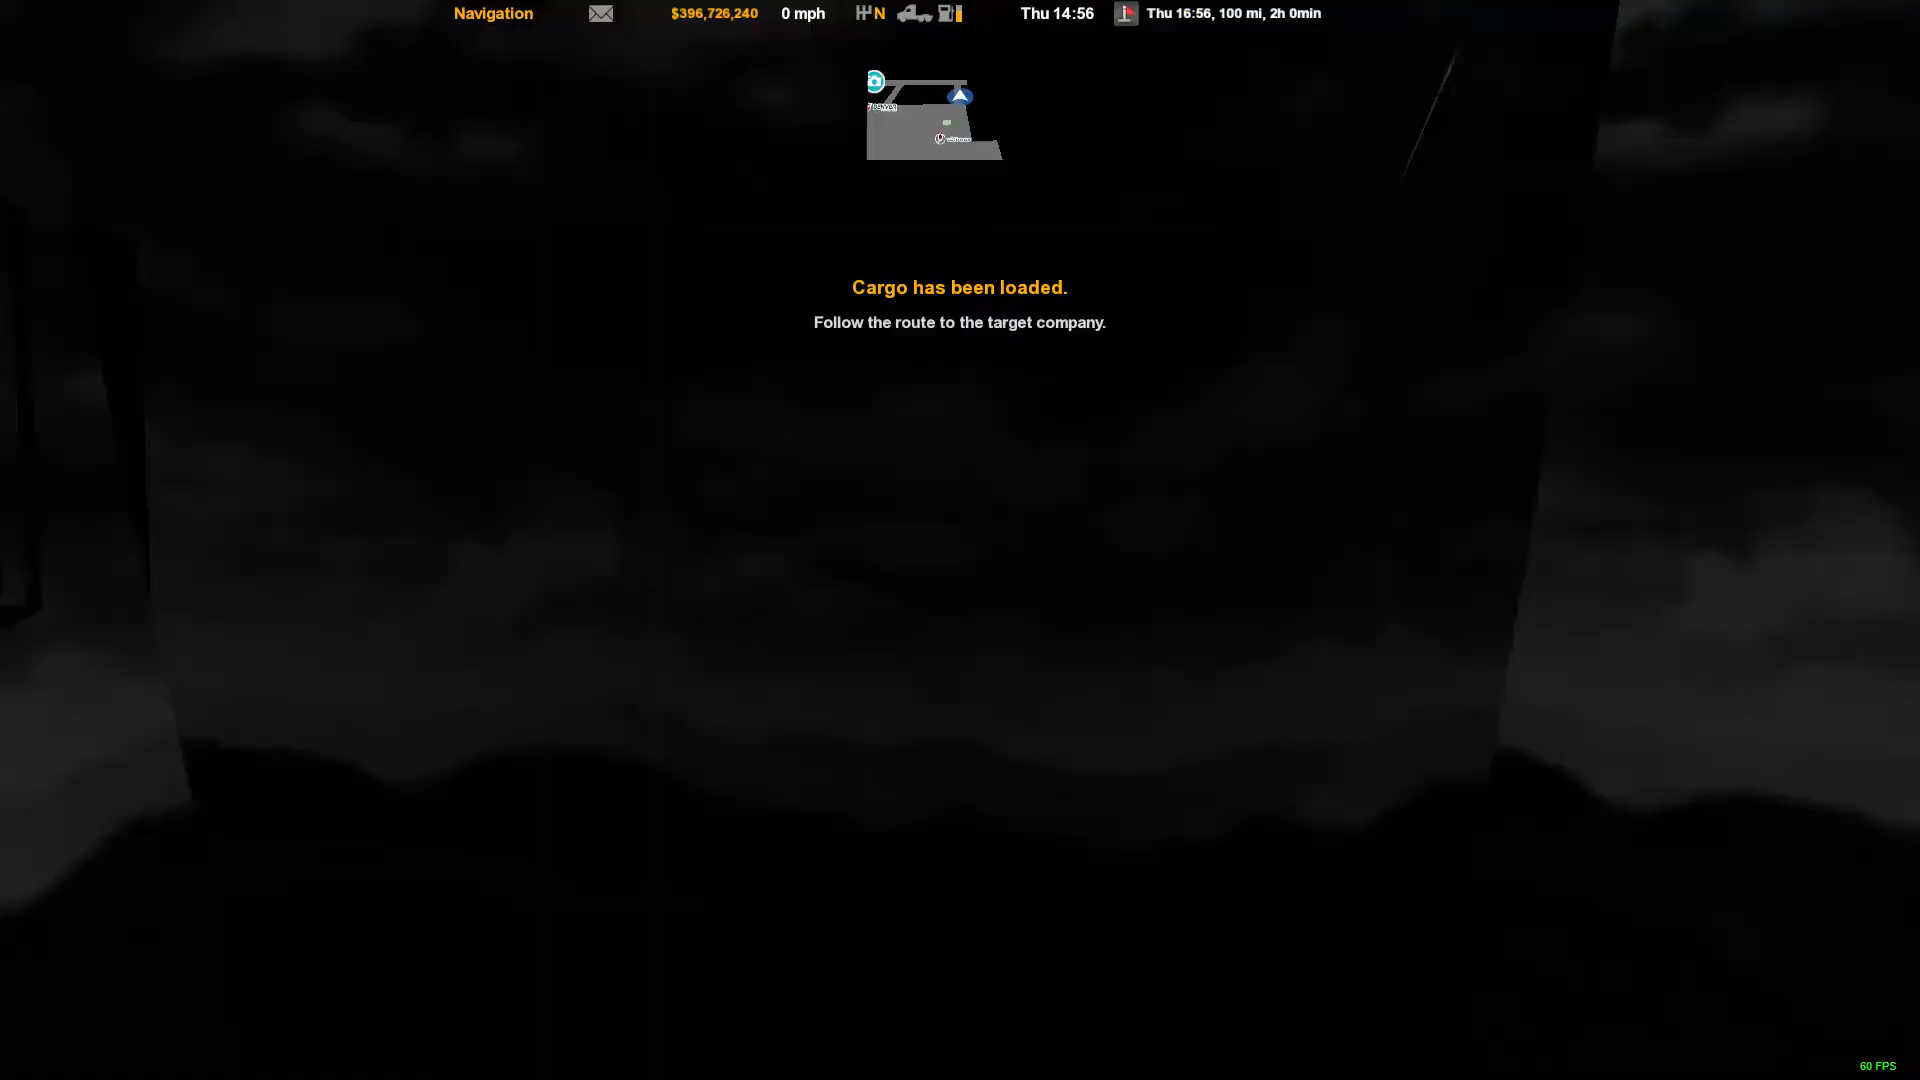 Navigation
$396,726,240
0 mph
N
Thu 14:56
Thu 16:56, 100 mi, 2h 0min
DENVER
Cargo has been loaded.
Follow the route to the target company.
60 FPS